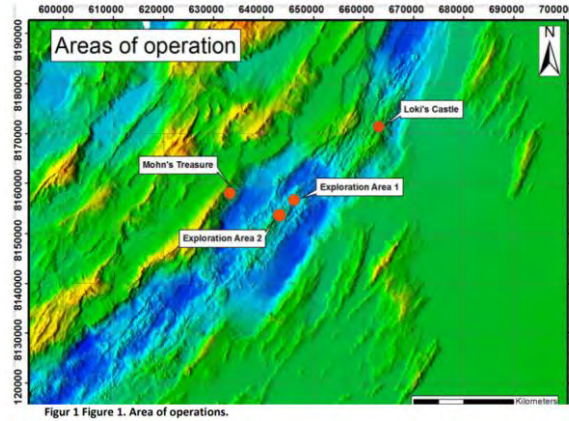 600000 610000 620000 630000 640000 650000 660000 670000 690000 700000
Areas of operation
N
8190000
8180000
8170000
8160000
8150000
8140000
8130000
120000
Loki's Castle
Mohn's Treasure
Exploration Area 1
Exploration Area 2
Kilometers
Figur 1 Figure 1. Area of operations.